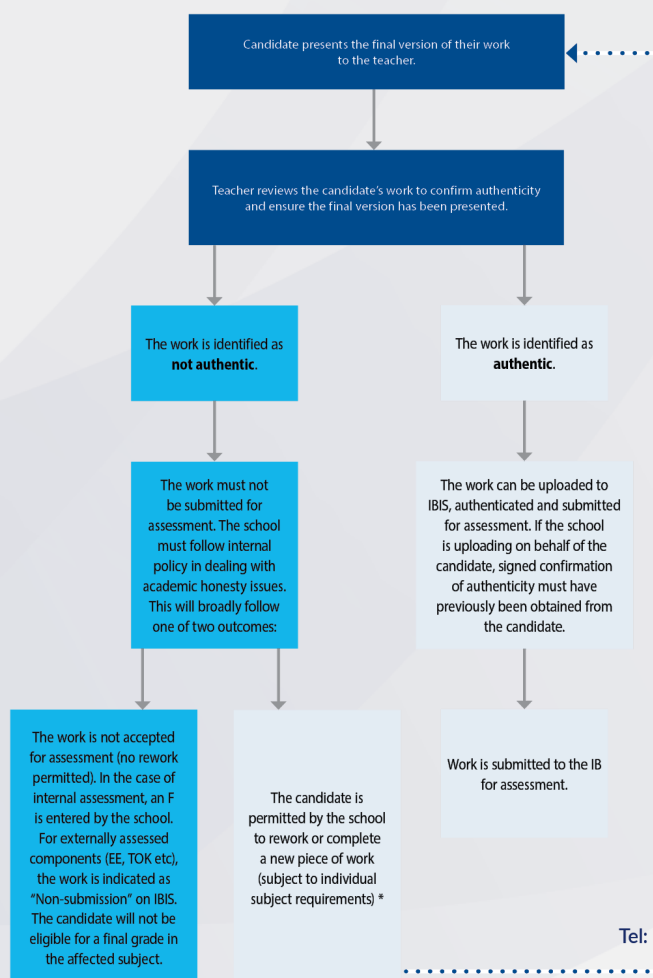 Candidate presents the final version of their work
to the teacher.
Teacher reviews the candidate's work to confirm authenticity
and ensure the final version has been presented.
The work is identified as
not authentic.
The work is identified as
authentic.
The work must not
be submitted for
assessment. The school
must follow internal
policy in dealing with
academic honesty issues.
This will broadly follow
one of two outcomes:
The work can be uploaded to
IBIS, authenticated and submitted
for assessment. If the school
is uploading on behalf of the
candidate, signed confirmation
of authenticity must have
previously been obtained from
the candidate.
The work is not accepted
for assessment (no rework
permitted). In the case of
internal assessment, an F
is entered by the school.
For externally assessed
components (EE, TOK etc),
the work is indicated as
“Non-submission” on IBIS.
The candidate will not be
eligible for a final grade in
the affected subject.
The candidate is
permitted by the school
to rework or complete
a new piece of work
(subject to individual
subject requirements) *
Work is submitted to the IB
for assessment.
Tel: